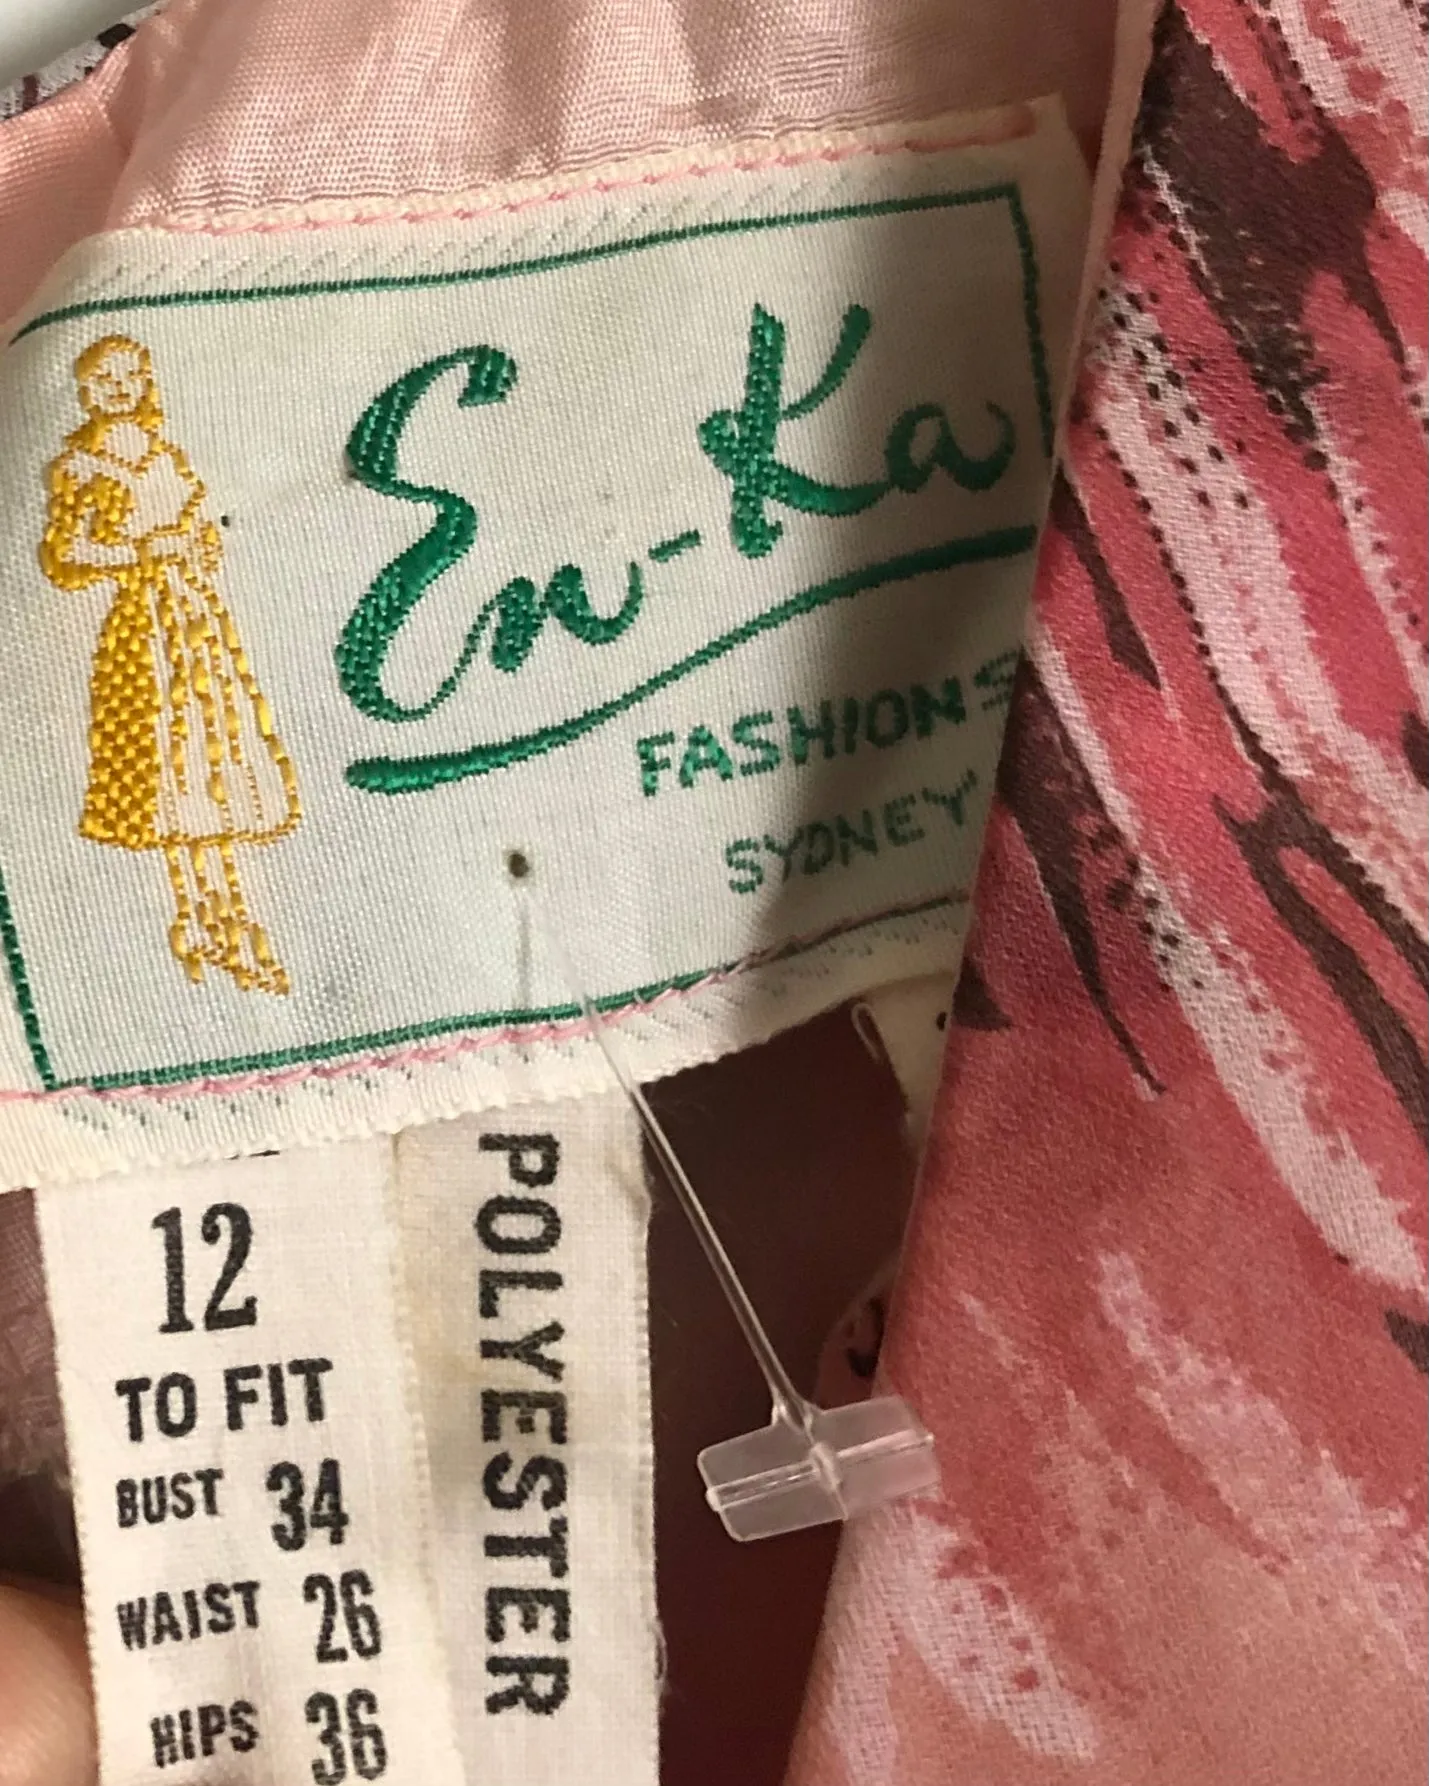 En-Ka
FASHIONS
SYDNEY
12
TO FIT
BUST 34
WAIST 26
HIPS 36
POLYESTER